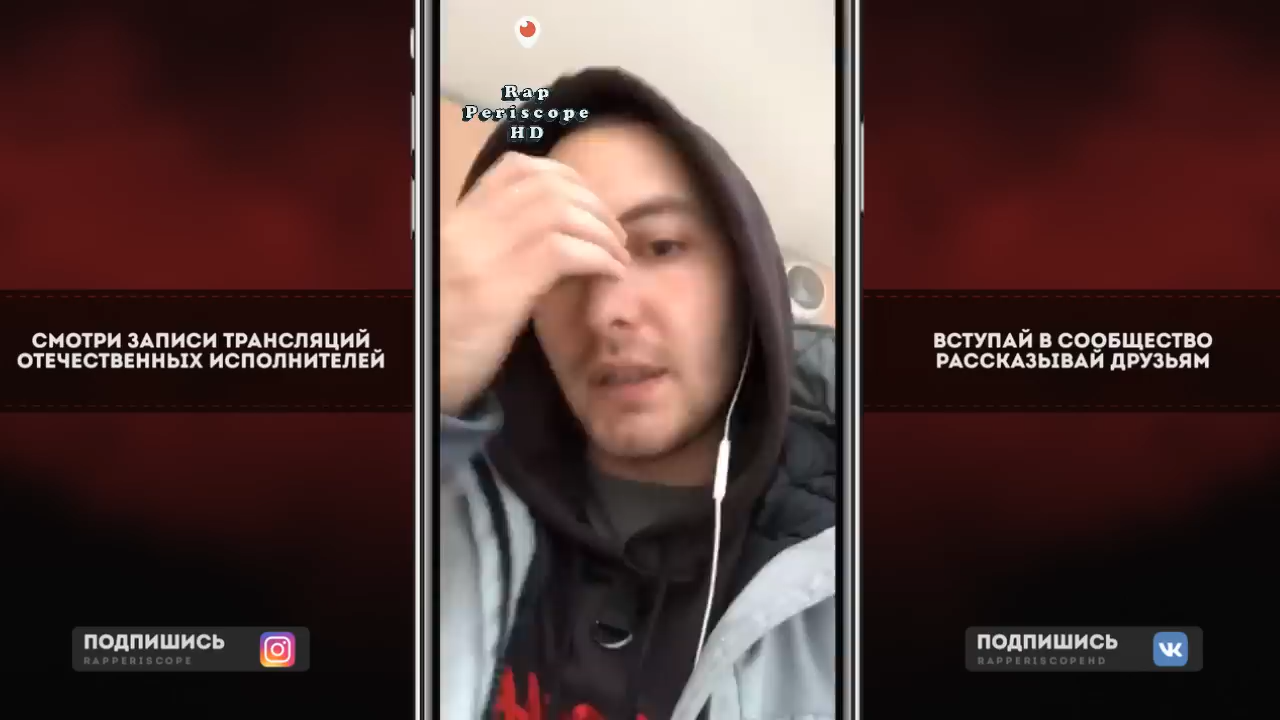 Rap
Periscope
HD
СМОТРИ ЗАПИСИ ТРАНСЛЯЦИЙ
ОТЕЧЕСТВЕННЫХ ИСПОЛНИТЕЛЕЙ
ВСТУПАЙ В СООБЩЕСТВО
РАССКАЗЫВАЙ ДРУЗЬЯМ
ПОДПИШИСЬ
RAPPERISCOPE
ПОДПИШИСЬ
RAPPERISCOPEHD